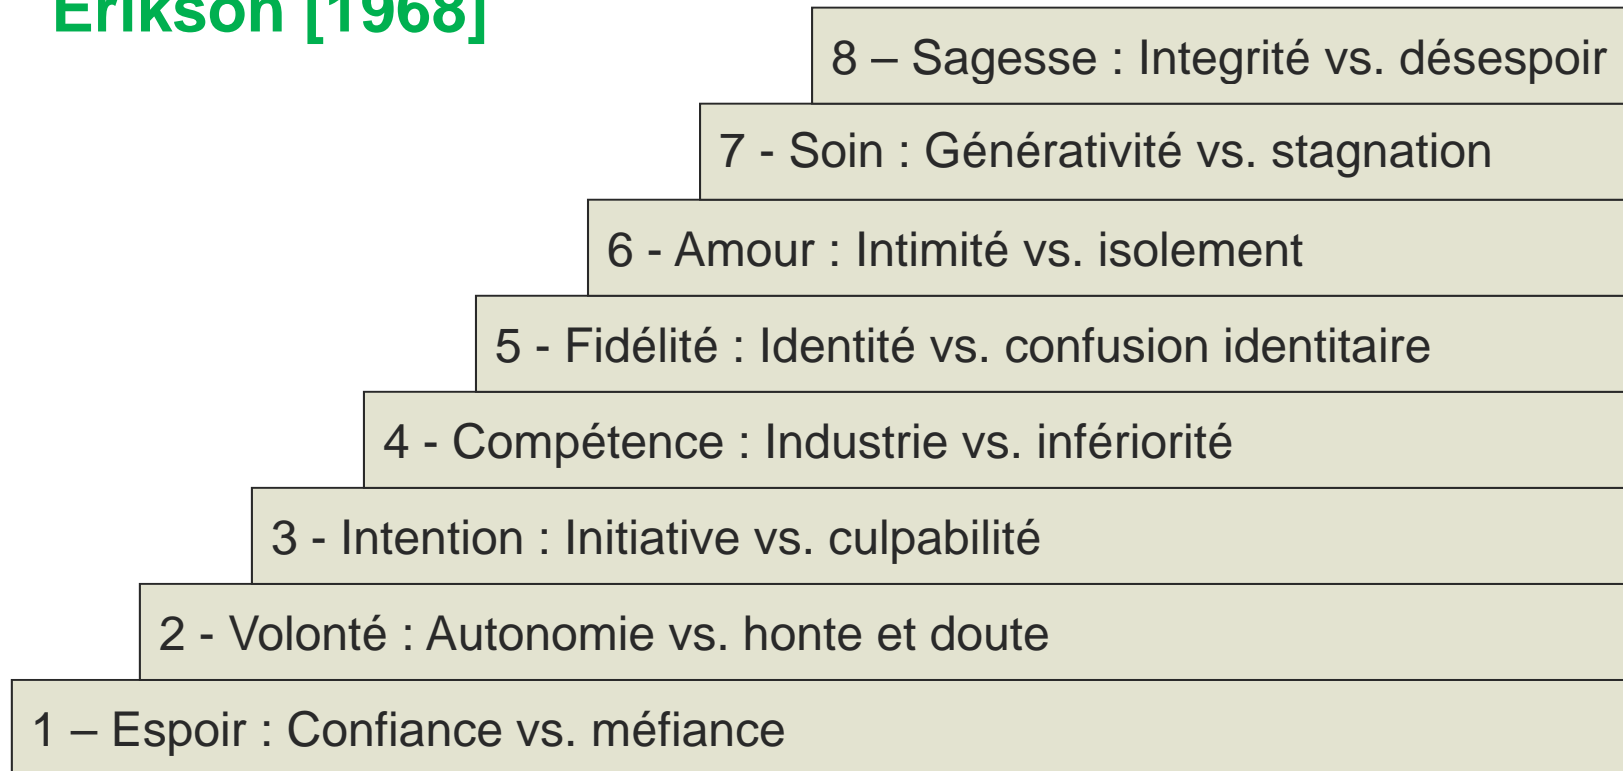 Erikson [1968]
8 – Sagesse : Integrité vs. désespoir
7 - Soin : Générativité vs. stagnation
6 - Amour : Intimité vs. isolement
5 - Fidélité : Identité vs. confusion identitaire
4 - Compétence : Industrie vs. infériorité
3 - Intention : Initiative vs. culpabilité
2 - Volonté : Autonomie vs. honte et doute
1 – Espoir : Confiance vs. méfiance